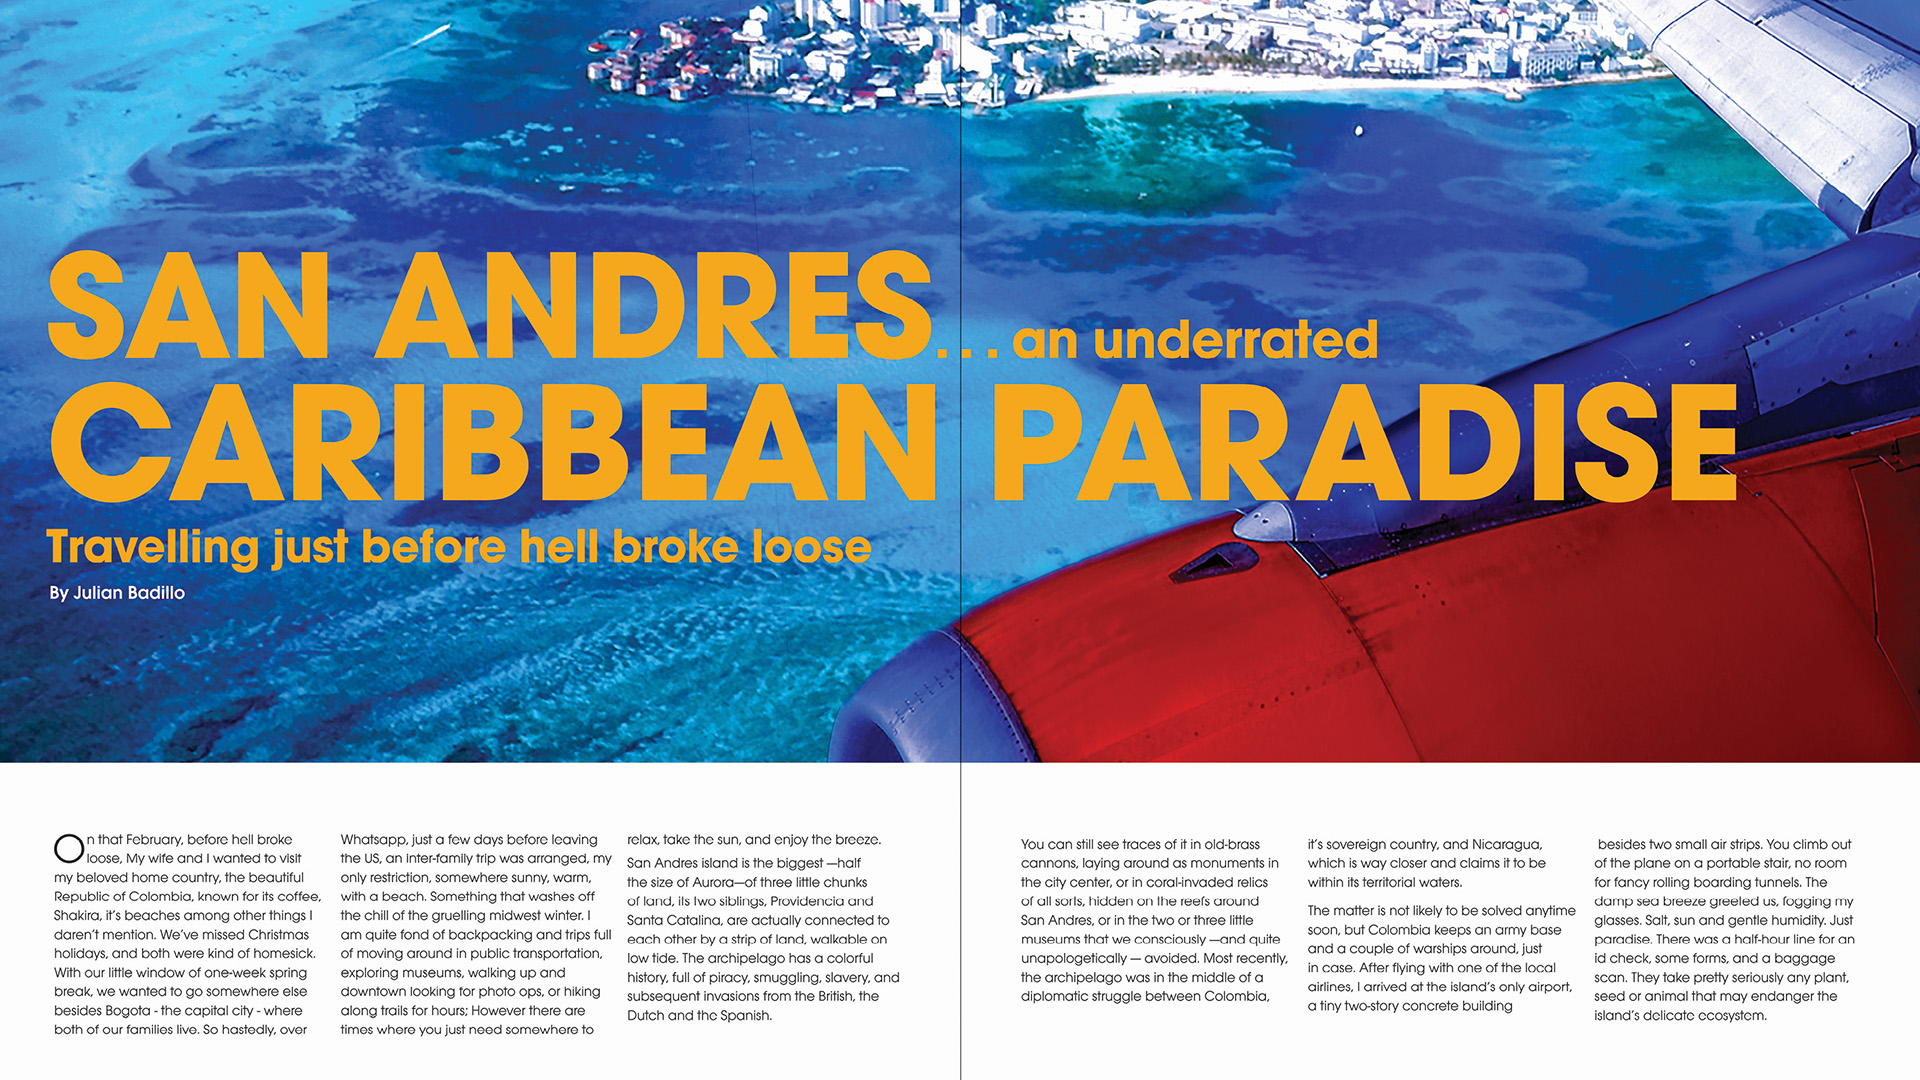 SAN ANDRES...an underrated
CARIBBEAN PARADISE
Travelling just before hell broke loose
By Julian Badillo
On that February, before hell broke
loose, My wife and I wanted to visit
my beloved home country, the beautiful
Republic of Colombia, known for its coffee,
Shakira, it's beaches among other things I
daren't mention. We've missed Christmas
holidays, and both were kind of homesick.
With our little window of one-week spring
break, we wanted to go somewhere else
besides Bogota - the capital city - where
both of our families live. So hastedly, over
Whatsapp, just a few days before leaving
the US, an inter-family trip was arranged, my
only restriction, somewhere sunny, warm,
with a beach. Something that washes off
the chill of the gruelling midwest winter. I
am quite fond of backpacking and trips full
of moving around in public transportation,
exploring museums, walking up and
downtown looking for photo ops, or hiking
along trails for hours; However there are
times where you just need somewhere to
relax, take the sun, and enjoy the breeze.
San Andres island is the biggest —half
the size of Aurora—of three little chunks
of land, its two siblings, Providencia and
Santa Catalina, are actually connected to
each other by a strip of land, walkable on
low tide. The archipelago has a colorful
history, full of piracy, smuggling, slavery, and
subsequent invasions from the British, the
Dutch and the Spanish.
You can still see traces of it in old-brass
cannons, laying around as monuments in
the city center, or in coral-invaded relics
of all sorts, hidden on the reefs around
San Andres, or in the two or three little
museums that we consciously —and quite
unapologetically — avoided. Most recently,
the archipelago was in the middle of a
diplomatic struggle between Colombia,
it's sovereign country, and Nicaragua,
which is way closer and claims it to be
within its territorial waters.
The matter is not likely to be solved anytime
soon, but Colombia keeps an army base
and a couple of warships around, just
in case. After flying with one of the local
airlines, I arrived at the island's only airport,
a tiny two-story concrete building
besides two small air strips. You climb out
of the plane on a portable stair, no room
for fancy rolling boarding tunnels. The
damp sea breeze greeted us, fogging my
glasses. Salt, sun and gentle humidity. Just
paradise. There was a half-hour line for an
id check, some forms, and a baggage
scan. They take pretty seriously any plant,
seed or animal that may endanger the
island's delicate ecosystem.